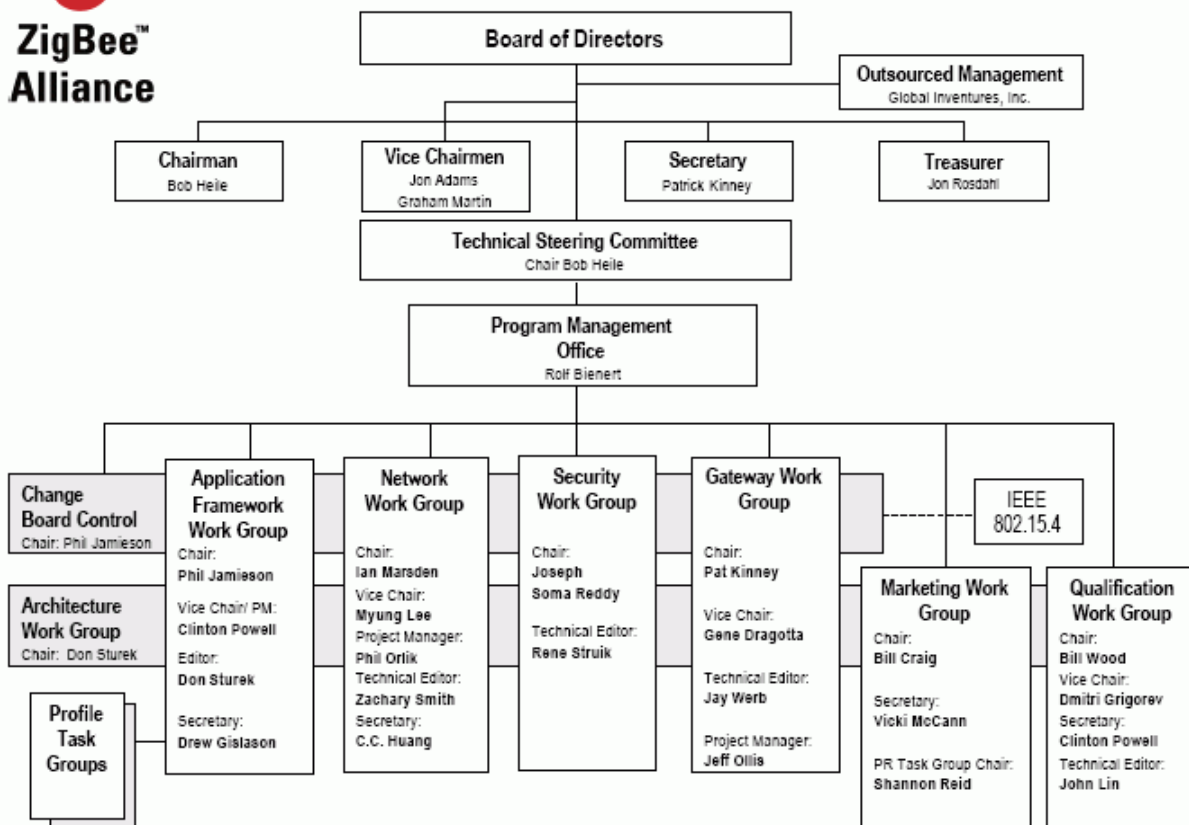 ZigBee™
Alliance
Board of Directors
Outsourced Management
Global Inventures, Inc.
Chairman
Bob Heile
Vice Chairmen
Jon Adams
Graham Martin
Secretary
Patrick Kinney
Treasurer
Jon Rosdahl
Technical Steering Committee
Chair Bob Heile
Program Management
Office
Rolf Bienert
Change
Board Control
Chair: Phil Jamieson
Architecture
Work Group
Chair: Don Sturek
Profile
Task
Groups
Application
Framework
Work Group
Chair:
Phil Jamieson
Vice Chair/ PM:
Clinton Powell
Editor:
Don Sturek
Secretary:
Drew Gislason
Network
Work Group
Chair:
Ian Marsden
Vice Chair:
Myung Lee
Project Manager:
Phil Orlik
Technical Editor:
Zachary Smith
Secretary:
C.C. Huang
Security
Work Group
Chair:
Joseph
Soma Reddy
Technical Editor:
Rene Struik
Gateway Work
Group
Chair:
Pat Kinney
Vice Chair:
Gene Dragotta
Technical Editor:
Jay Werb
Project Manager:
Jeff Ollis
IEEE
802.15.4
Marketing Work
Group
Chair:
Bill Craig
Secretary:
Vicki McCann
PR Task Group Chair:
Shannon Reid
Qualification
Work Group
Chair:
Bill Wood
Vice Chair:
Dmitri Grigorev
Secretary:
Clinton Powell
Technical Editor:
John Lin